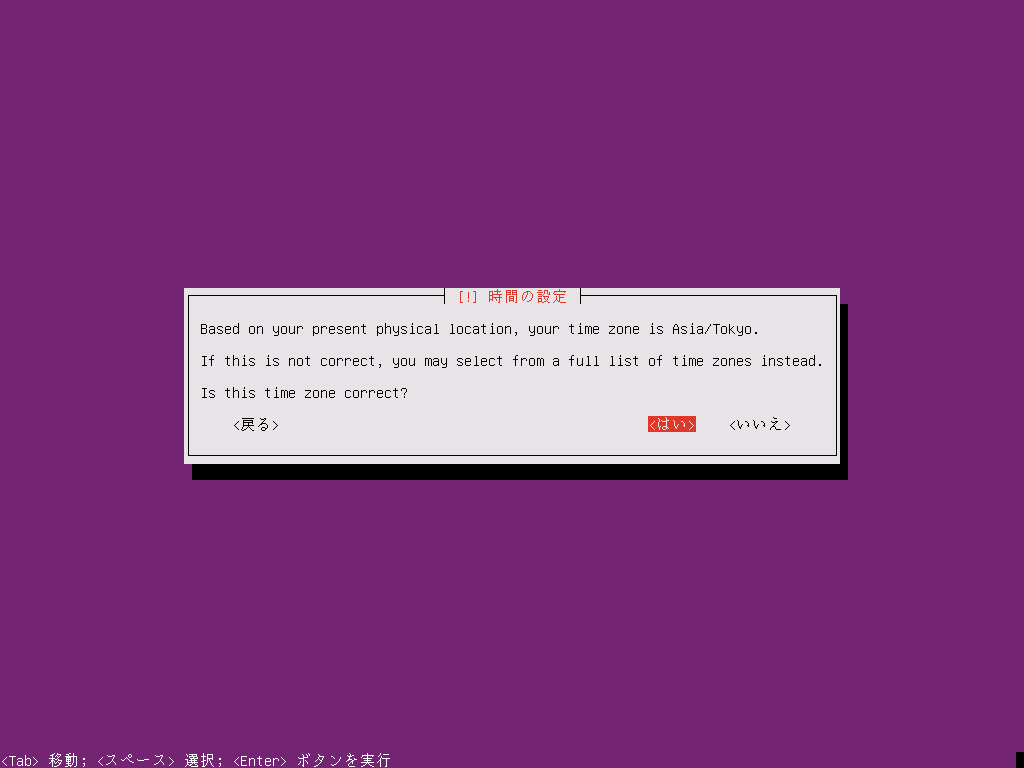 [!] 時間の設定
Based on your present physical location, your time zone is Asia/Tokyo.
If this is not correct, you may select from a full list of time zones instead.
Is this time zone correct?
<戻る> <はい> <いいえ>
<Tab> 移動; <スペース> 選択; <Enter> ボタンを実行